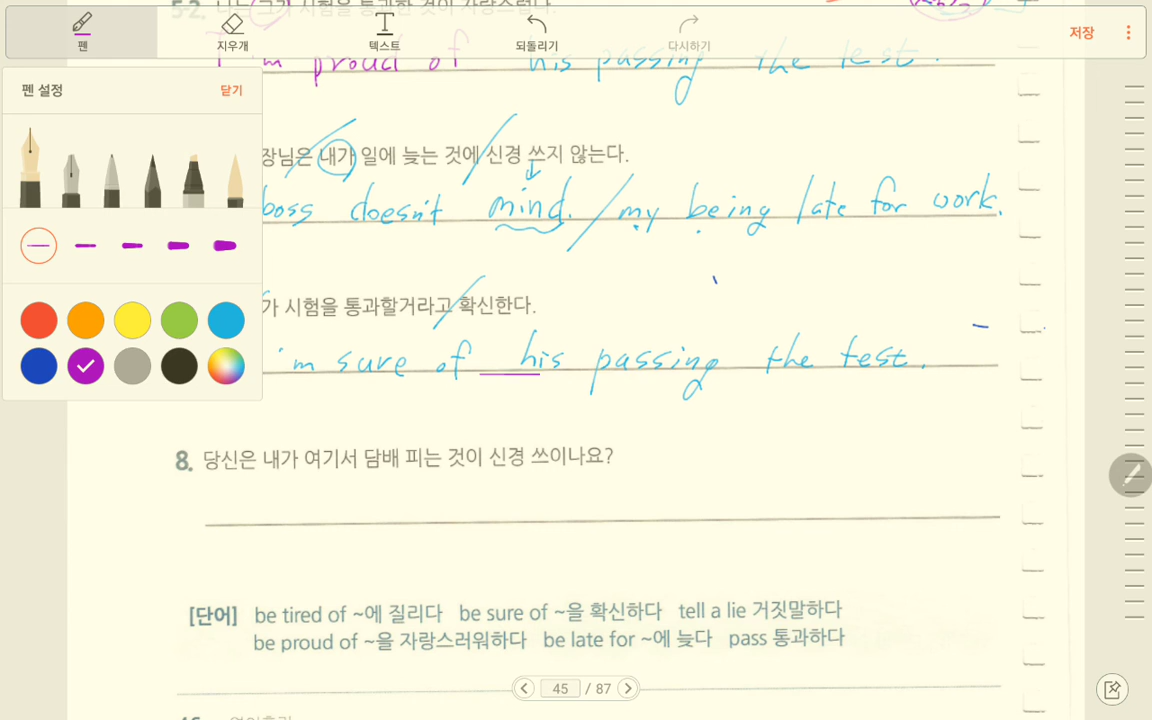 펜 지우개 텍스트 되돌리기 다시하기 저장
5-2.
I'm proud of his passing the test.
펜 설정 닫기
장님은 내가 일에 늦는 것에 신경 쓰지 않는다.
boss doesn't mind. my being late for work.
가 시험을 통과할거라고 확신한다.
'm sure of his passing the test.
8. 당신은 내가 여기서 담배 피는 것이 신경 쓰이나요?
[단어] be tired of ~에 질리다 be sure of ~을 확신하다 tell a lie 거짓말하다
be proud of ~을 자랑스러워하다 be late for ~에 늦다 pass 통과하다
45 / 87